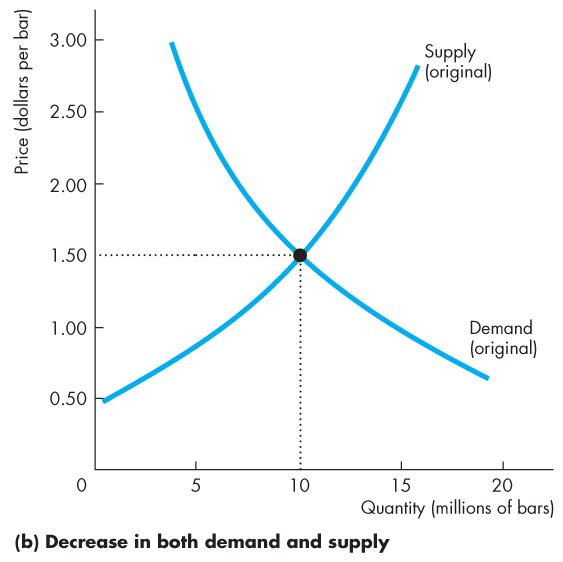 Price (dollars per bar)
3.00
2.50
2.00
1.50
1.00
0.50
0
5
10
15
20
Supply
(original)
Demand
(original)
Quantity (millions of bars)
(b) Decrease in both demand and supply